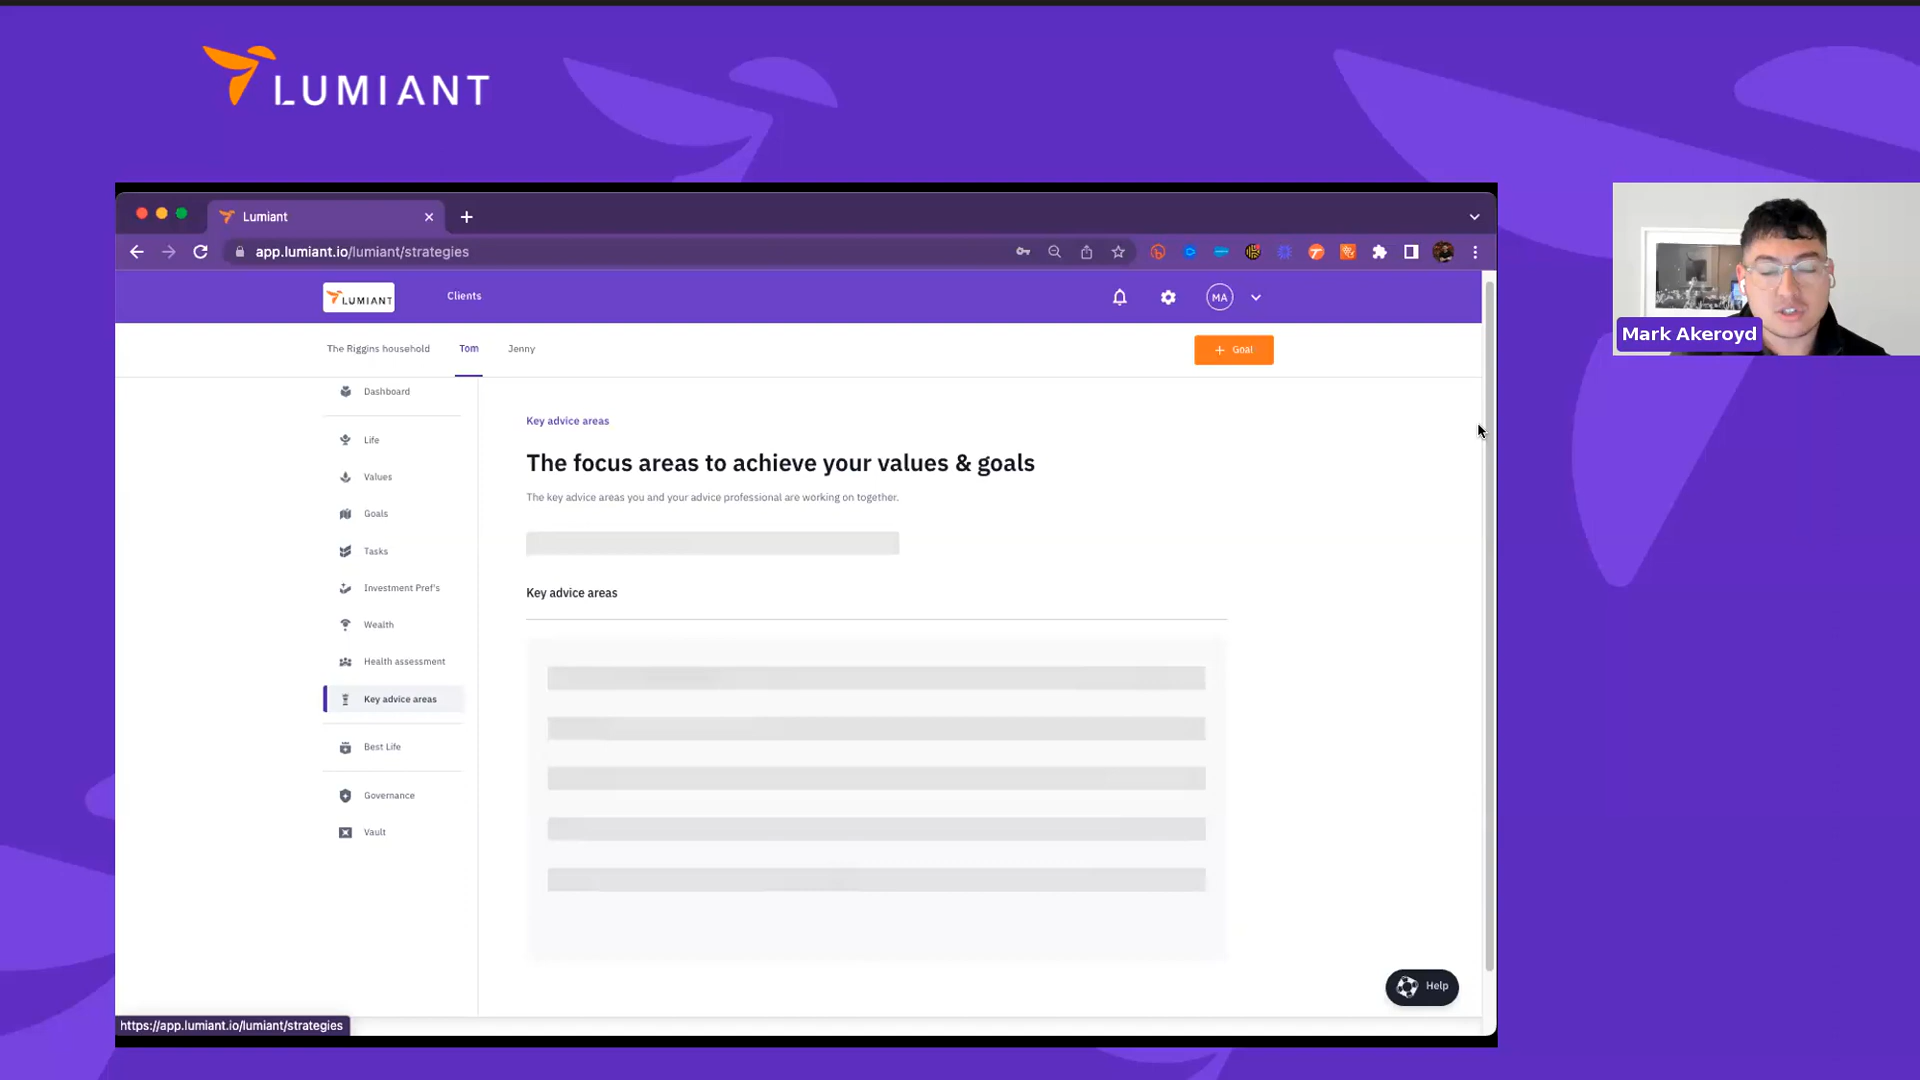 LUMIANT
Lumiant
app.lumiant.io/lumiant/strategies
LUMIANT
Clients
MA
The Riggins household
Tom
Jenny
+ Goal
Dashboard
Life
Values
Goals
Tasks
Investment Pref's
Wealth
Health assessment
Key advice areas
Best Life
Governance
Vault
Key advice areas
The focus areas to achieve your values & goals
The key advice areas you and your advice professional are working on together.
Key advice areas
Help
https://app.lumiant.io/lumiant/strategies
Mark Akeroyd